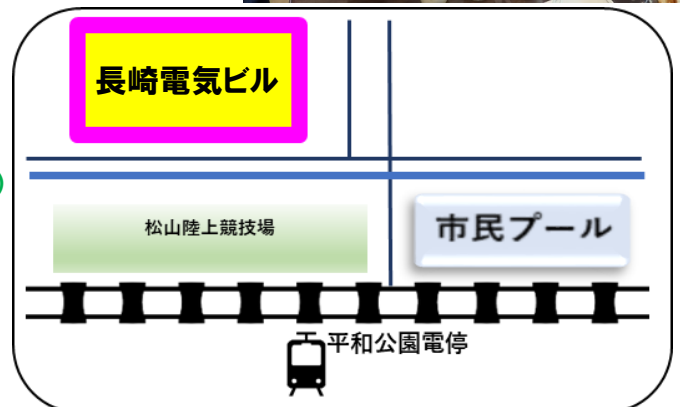 長崎電気ビル
松山陸上競技場
市民プール
平和公園電停